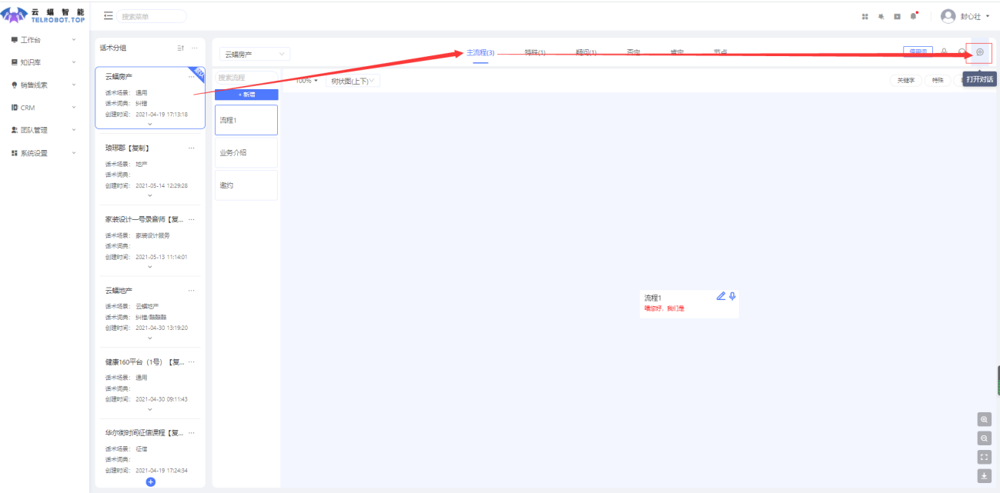 云蝠智能
TELROBOT.TOP
搜索菜单
封心壮
工作台
知识库
销售线索
CRM
团队管理
系统设置
话术分组
云蝠房产
默认
话术场景： 通用
话术词典： 纠错
创建时间： 2021-04-19 17:13:18
琅琊郡【复制】
话术场景： 地产
话术词典：
创建时间： 2021-05-14 12:29:28
家装设计一号录音师【复...
话术场景： 家装设计服务
话术词典：
创建时间： 2021-05-13 11:14:01
云蝠地产
话术场景： 云蝠地产
话术词典： 纠错/
创建时间： 2021-04-30 13:19:20
健康160平台（1号）【复...
话术场景： 通用
话术词典：
创建时间： 2021-04-30 09:11:43
华尔街时间征信课程【复...
话术场景： 征信
话术词典：
创建时间： 2021-04-19 17:24:34
云蝠房产
主流程(3)
特殊(1)
疑问(1)
否定
肯定
节点
使用中
搜索流程
+ 新增
流程1
业务介绍
邀约
100%
树状图(上下)
关键字
特殊
打开对话
流程1
喂您好，我们是